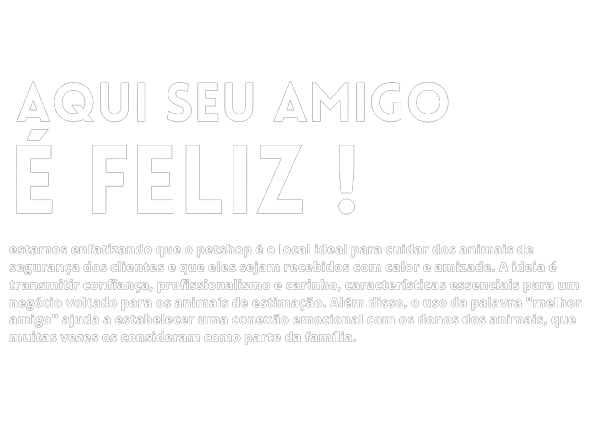 AQUI SEU AMIGO
É FELIZ !
estamos enfatizando que o petshop é o local ideal para cuidar dos animais de
segurança dos clientes e que eles sejam recebidos com calor e amizade. A ideia é
transmitir confiança, profissionalismo e carinho, características essenciais para um
negócio voltado para os animais de estimação. Além disso, o uso da palavra "melhor
amigo" ajuda a estabelecer uma conexão emocional com os donos dos animais, que
muitas vezes os consideram como parte da família.